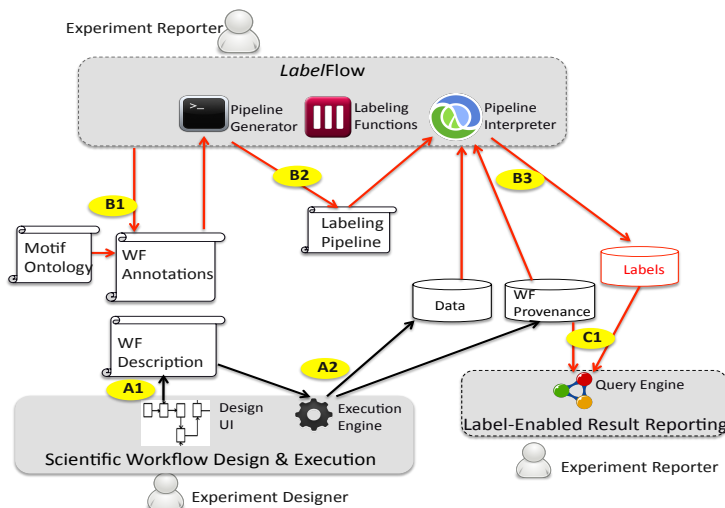 Experiment Reporter
LabelFlow
>_
Pipeline
Generator
Labeling
Functions
Pipeline
Interpreter
B1
B2
B3
Motif
Ontology
WF
Annotations
Labeling
Pipeline
Labels
Data
WF
Provenance
WF
Description
A1
A2
C1
Design
UI
Execution
Engine
Scientific Workflow Design & Execution
Query Engine
Label-Enabled Result Reporting
Experiment Reporter
Experiment Designer